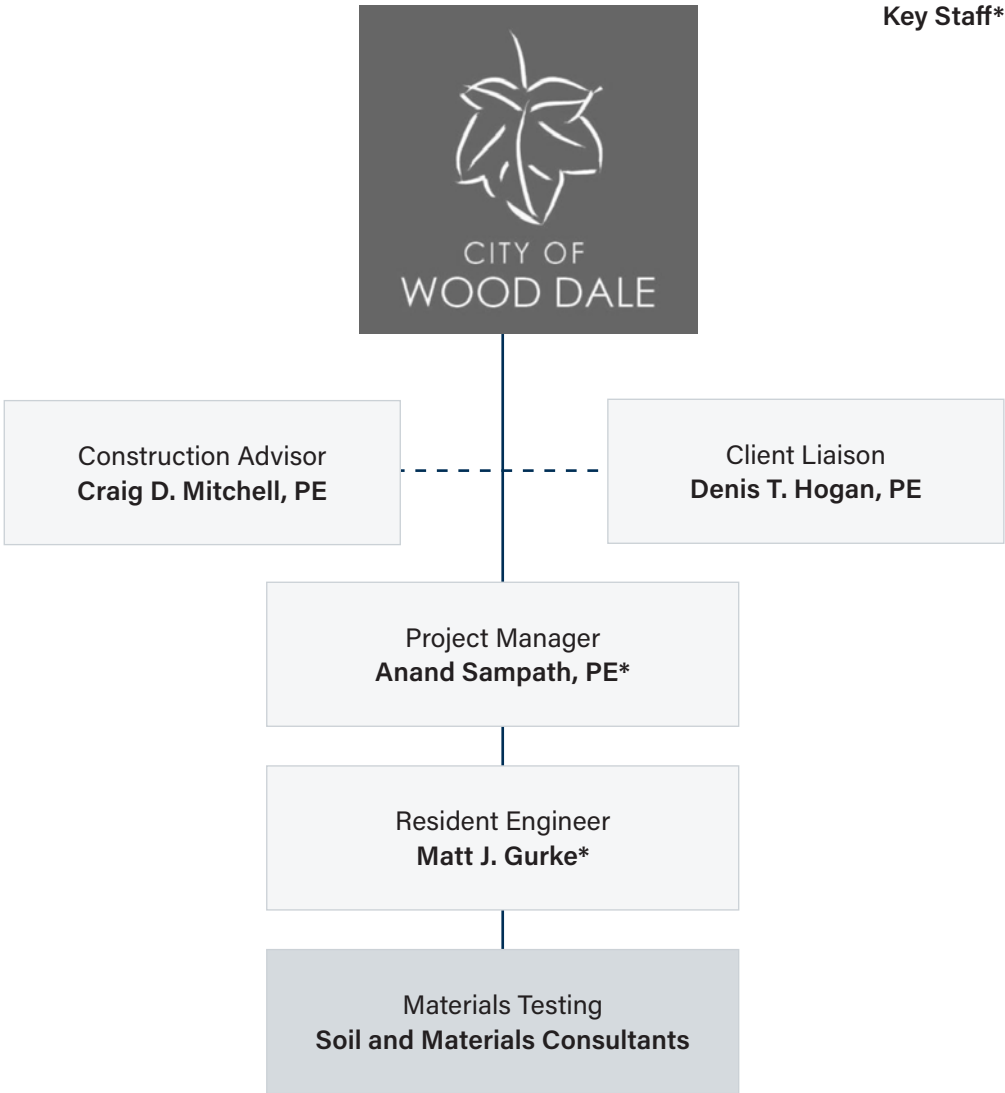 Key Staff*
CITY OF
WOOD DALE
Construction Advisor
Craig D. Mitchell, PE
Client Liaison
Denis T. Hogan, PE
Project Manager
Anand Sampath, PE*
Resident Engineer
Matt J. Gurke*
Materials Testing
Soil and Materials Consultants